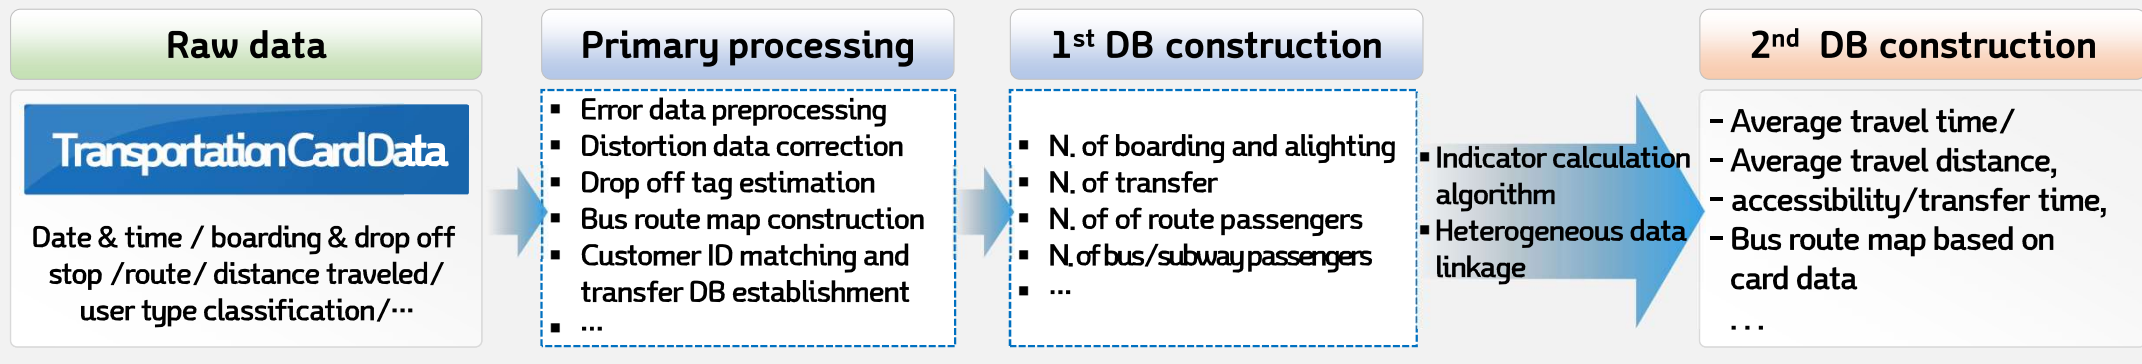 Raw data
Transportation Card Data
Date & time / boarding & drop off
stop /route/ distance traveled/
user type classification/···
Primary processing
▪ Error data preprocessing
▪ Distortion data correction
▪ Drop off tag estimation
▪ Bus route map construction
▪ Customer ID matching and
transfer DB establishment
▪ ···
1st DB construction
▪ N. of boarding and alighting
▪ N. of transfer
▪ N. of of route passengers
▪ N. of bus/subway passengers
▪ ···
▪ Indicator calculation
algorithm
▪ Heterogeneous data
linkage
2nd DB construction
- Average travel time/
- Average travel distance,
- accessibility/transfer time,
- Bus route map based on
card data
...